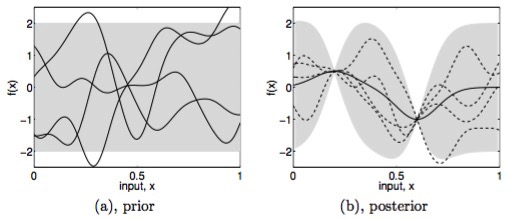 2
1
0
−1
−2
f(x)
0
0.5
1
input, x
(a), prior
2
1
0
−1
−2
f(x)
0
0.5
1
input, x
(b), posterior